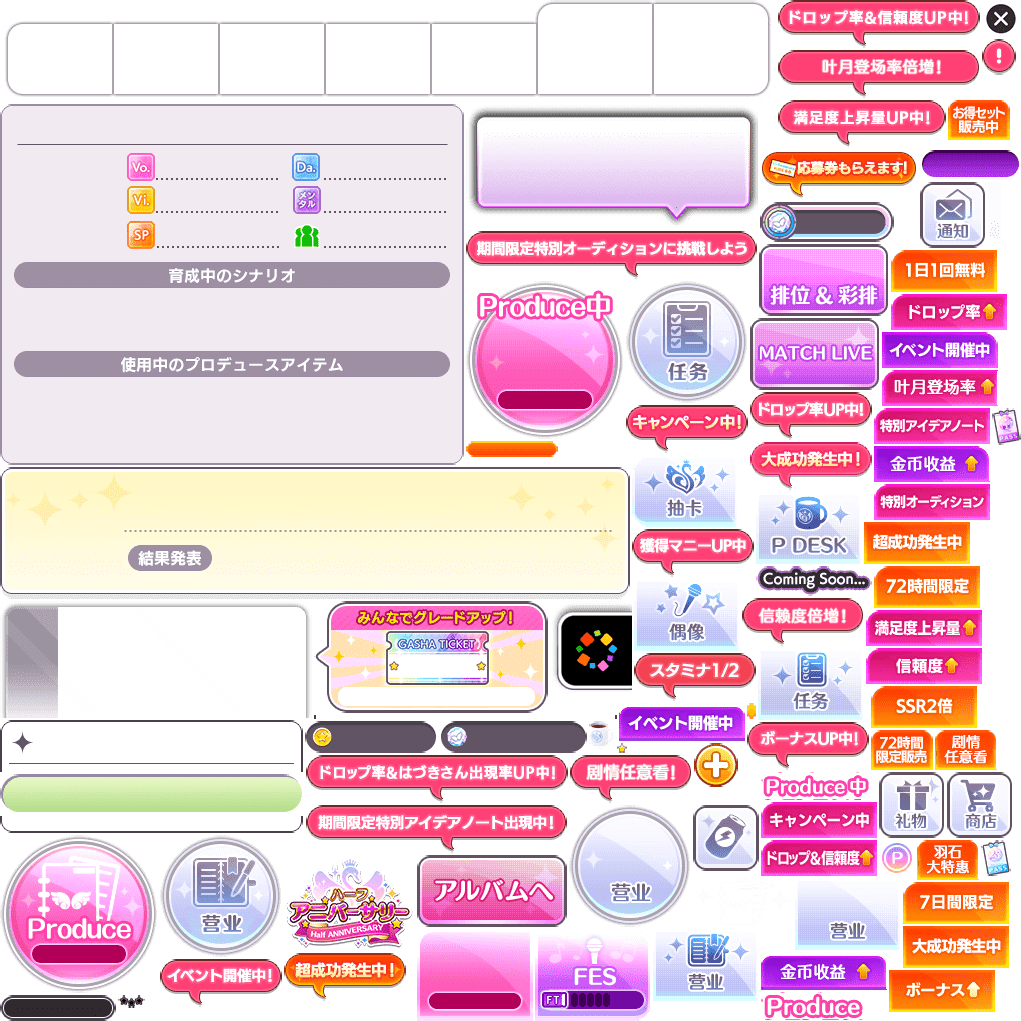 ドロップ率&信頼度UP中!
叶月登场率倍増!
満足度上昇量UP中!
お得セット
販売中
応募券もらえます!
通知
Vo.
Da.
Vi.
メン
タル
SP
育成中のシナリオ
使用中のプロデュースアイテム
期間限定特別オーディションに挑戦しよう
Produce中
任务
キャンペーン中!
排位 & 彩排
MATCH LIVE
ドロップ率UP中!
大成功発生中!
1日1回無料
ドロップ率
イベント開催中
叶月登场率
特別アイデアノート
PASS
金币收益
特別オーディション
抽卡
獲得マニーUP中
P DESK
超成功発生中
Coming Soon...
72時間限定
信赖度倍増!
満足度上昇量
偶像
スタミナ1/2
任务
信頼度
SSR2倍
結果発表
みんなでグレードアップ!
GASHA TICKET
イベント開催中
ボーナスUP中!
72時間
限定販売
剧情
任意看
ドロップ率&はづきさん出現率UP中!
剧情任意看!
Produce中
礼物
商店
期間限定特別アイデアノート出現中!
キャンペーン中
ドロップ&信頼度
P
羽石
大特惠
PASS
Produce
营业
ハーフ
アニバーサリー
Half ANNIVERSARY
アルバムへ
营业
7日間限定
营业
大成功発生中
イベント開催中!
超成功発生中!
FES
FT
营业
金币收益
Produce
ボーナス